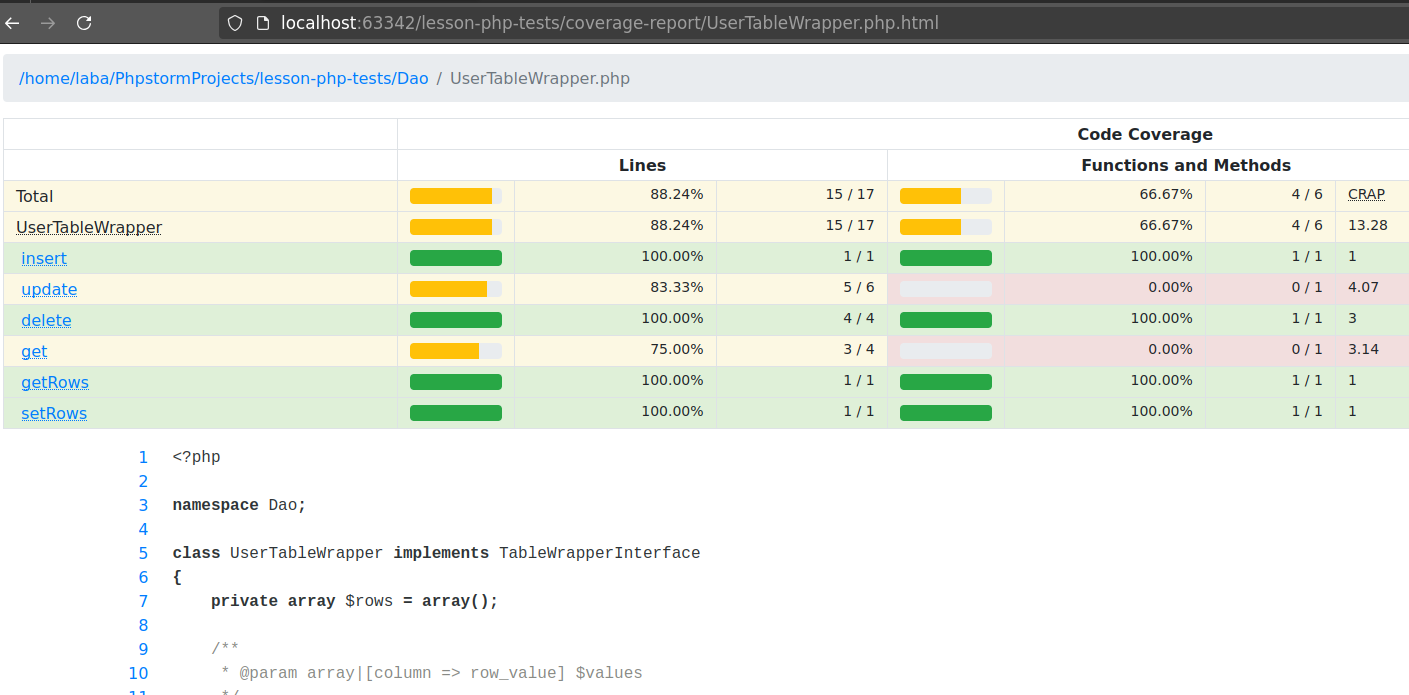 localhost:63342/lesson-php-tests/coverage-report/UserTableWrapper.php.html
/home/laba/PhpstormProjects/lesson-php-tests/Dao / UserTableWrapper.php
Code Coverage
Lines Functions and Methods
Total 88.24% 15 / 17 66.67% 4 / 6 CRAP
UserTableWrapper 88.24% 15 / 17 66.67% 4 / 6 13.28
insert 100.00% 1 / 1 100.00% 1 / 1 1
update 83.33% 5 / 6 0.00% 0 / 1 4.07
delete 100.00% 4 / 4 100.00% 1 / 1 3
get 75.00% 3 / 4 0.00% 0 / 1 3.14
getRows 100.00% 1 / 1 100.00% 1 / 1 1
setRows 100.00% 1 / 1 100.00% 1 / 1 1
1 <?php
2
3 namespace Dao;
4
5 class UserTableWrapper implements TableWrapperInterface
6 {
7 private array $rows = array();
8
9 /**
10 * @param array|[column => row_value] $values
11 */